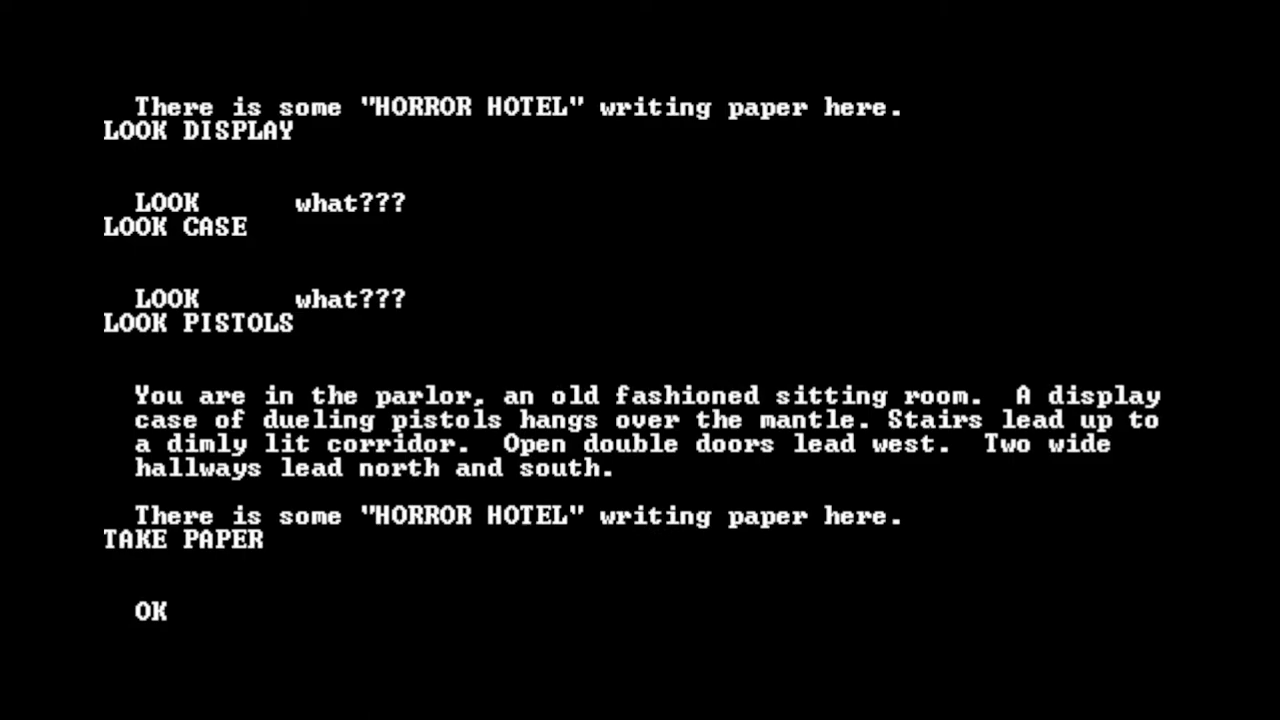 There is some "HORROR HOTEL" writing paper here.
LOOK DISPLAY
LOOK what???
LOOK CASE
LOOK what???
LOOK PISTOLS
You are in the parlor, an old fashioned sitting room. A display
case of dueling pistols hangs over the mantle. Stairs lead up to
a dimly lit corridor. Open double doors lead west. Two wide
hallways lead north and south.
There is some "HORROR HOTEL" writing paper here.
TAKE PAPER
OK